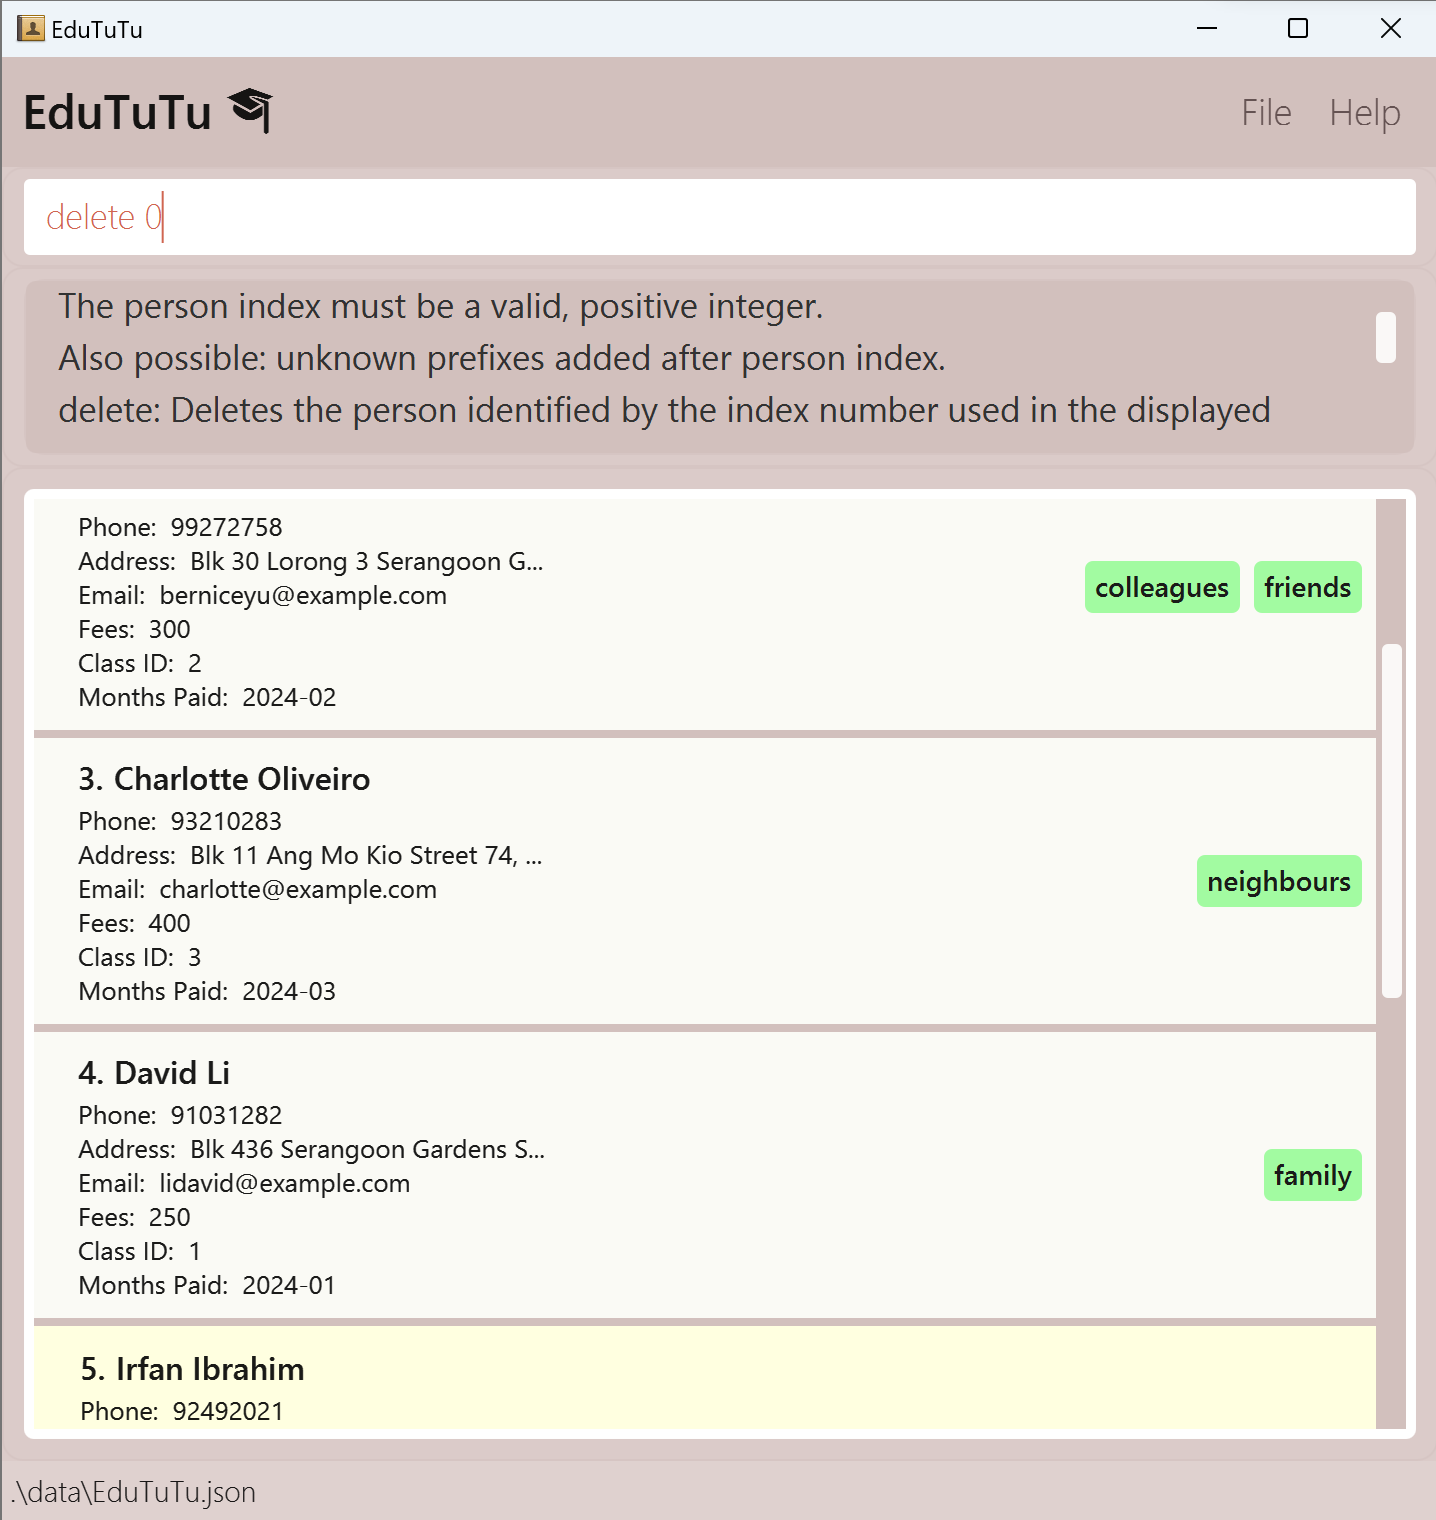 EduTuTu
EduTuTu
File Help
delete 0
The person index must be a valid, positive integer.
Also possible: unknown prefixes added after person index.
delete: Deletes the person identified by the index number used in the displayed
Phone: 99272758
Address: Blk 30 Lorong 3 Serangoon G...
Email: berniceyu@example.com
Fees: 300
Class ID: 2
Months Paid: 2024-02
colleagues friends
3. Charlotte Oliveiro
Phone: 93210283
Address: Blk 11 Ang Mo Kio Street 74, ...
Email: charlotte@example.com
Fees: 400
Class ID: 3
Months Paid: 2024-03
neighbours
4. David Li
Phone: 91031282
Address: Blk 436 Serangoon Gardens S...
Email: lidavid@example.com
Fees: 250
Class ID: 1
Months Paid: 2024-01
family
5. Irfan Ibrahim
Phone: 92492021
.\data\EduTuTu.json